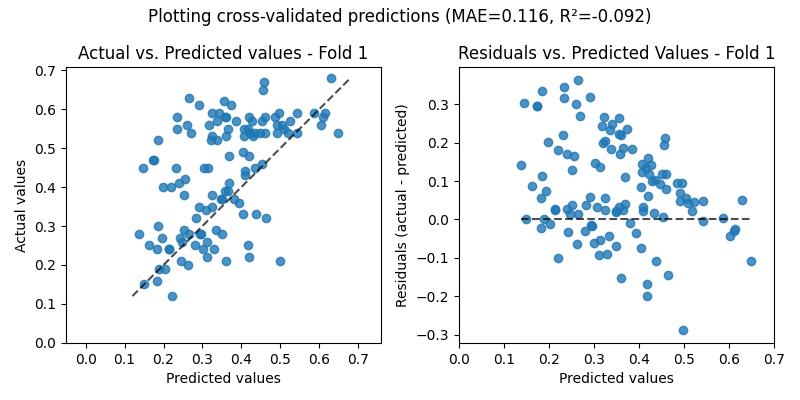 Plotting cross-validated predictions (MAE=0.116, R²=-0.092)
Actual vs. Predicted values - Fold 1
Actual values
0.7
0.6
0.5
0.4
0.3
0.2
0.1
0.0
0.0 0.1 0.2 0.3 0.4 0.5 0.6 0.7
Predicted values
Residuals vs. Predicted Values - Fold 1
Residuals (actual - predicted)
0.3
0.2
0.1
0.0
−0.1
−0.2
−0.3
0.0 0.1 0.2 0.3 0.4 0.5 0.6 0.7
Predicted values